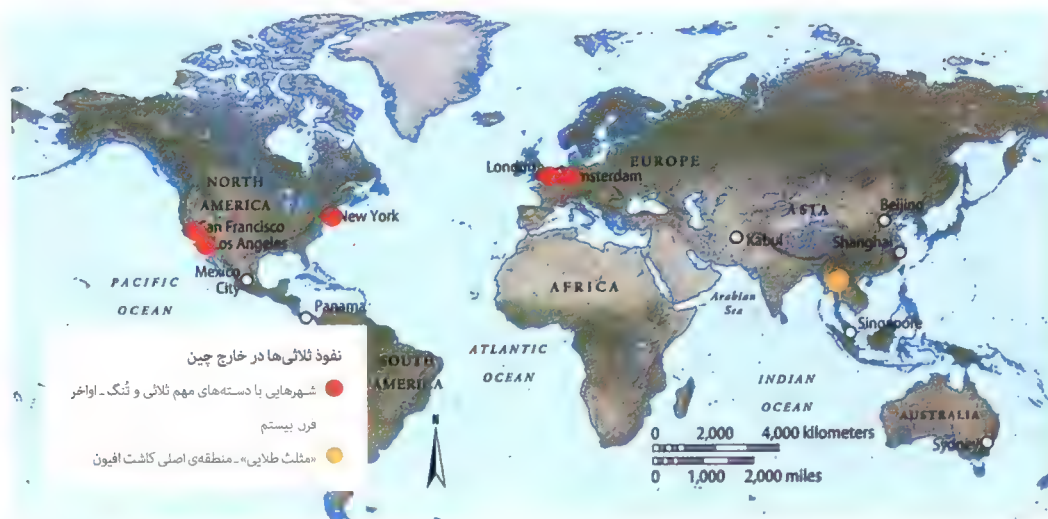 London
EUROPE
Amsterdam
NORTH
AMERICA
New York
San Francisco
Los Angeles
Mexico
City
PACIFIC
OCEAN
Panama
ASIA
Beijing
Kabul
Shanghai
AFRICA
Arabian
Sea
Singapore
ATLANTIC
OCEAN
SOUTH
AMERICA
INDIAN
OCEAN
AUSTRALIA
Sydney
N
0 2,000 4,000 kilometers
0 1,000 2,000 miles
نفوذ ثلاثی‌ها در خارج چین
شهرهایی با دسته‌های مهم ثلاثی و تُنگ ـ اواخر
قرن بیستم
«مثلث طلایی» ـ منطقه‌ی اصلی کاشت افیون